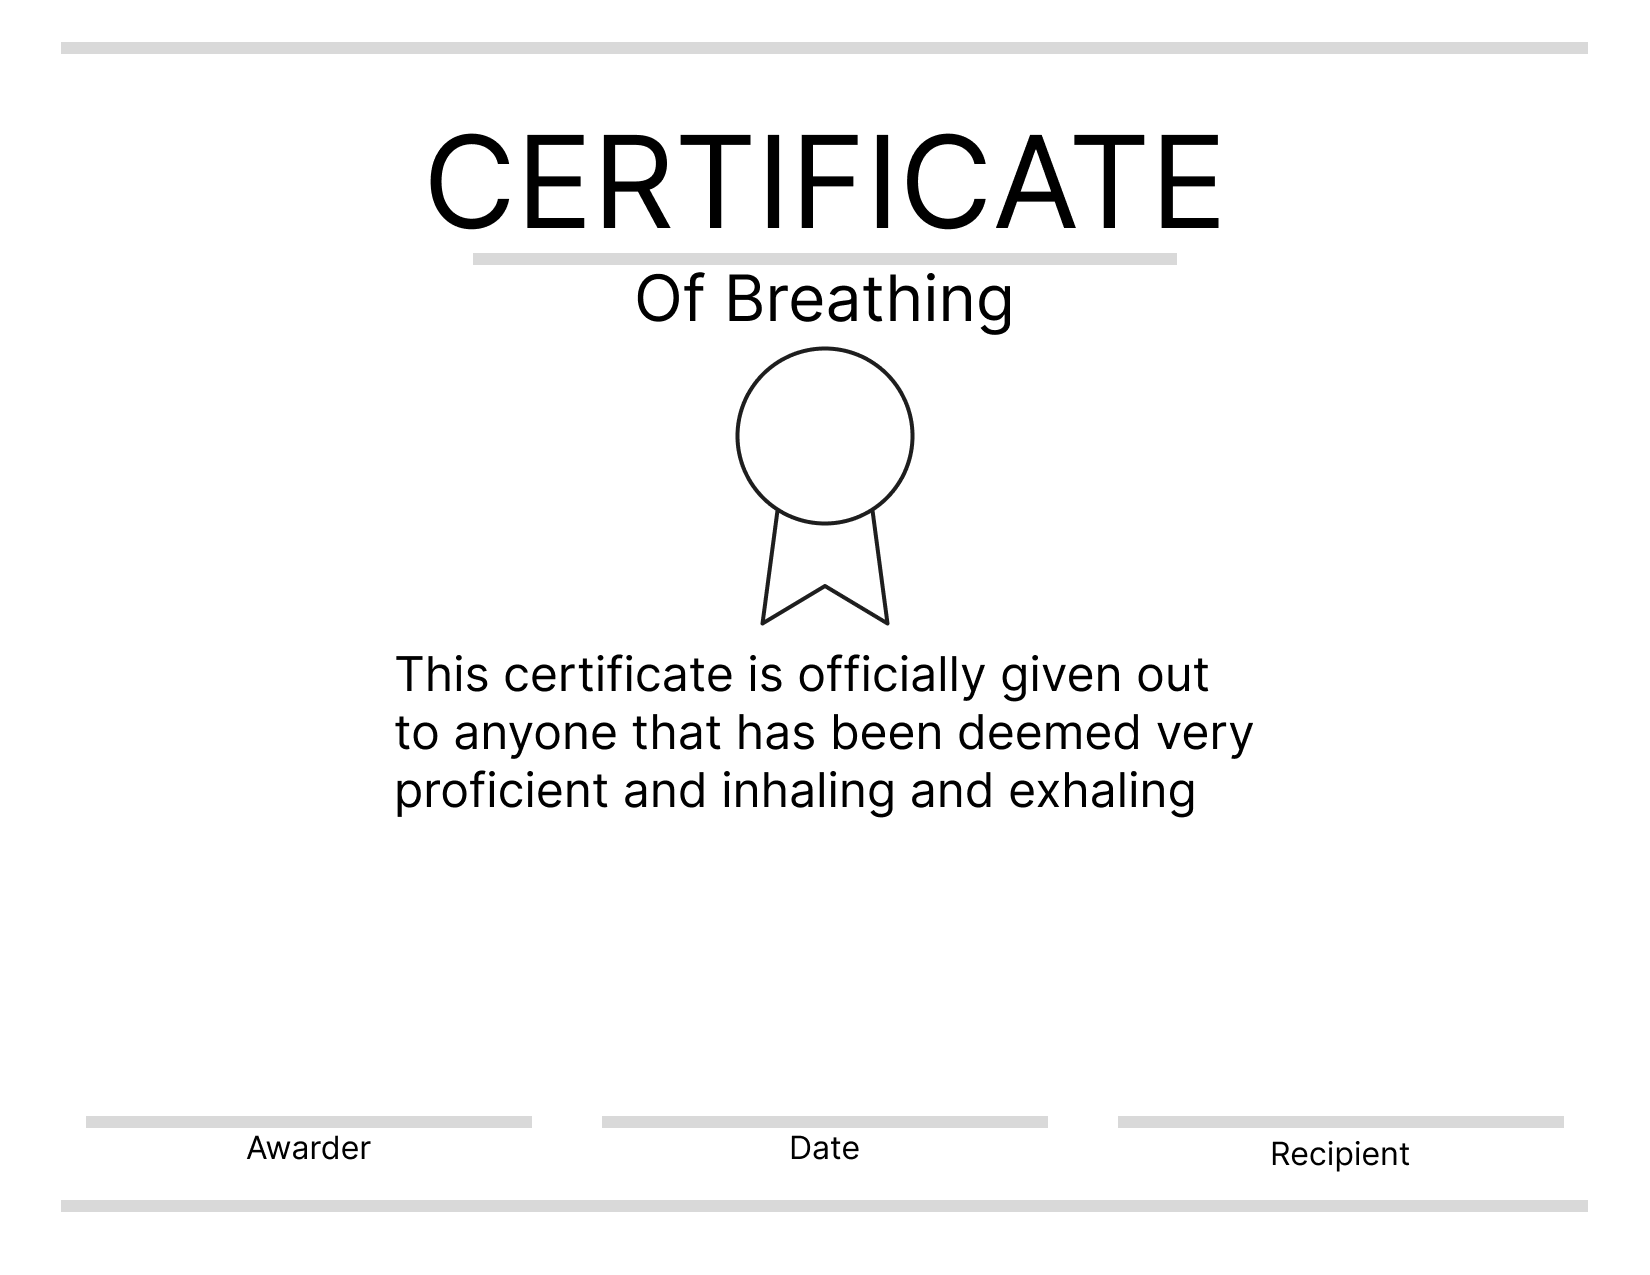 CERTIFICATE
Of Breathing
This certificate is officially given out
to anyone that has been deemed very
proficient and inhaling and exhaling
Awarder
Date
Recipient